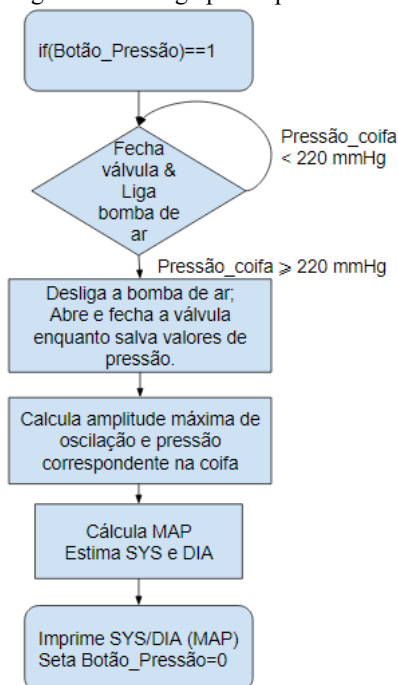 if(Botão_Pressão)==1
Fecha
válvula &
Liga
bomba de
ar
Pressão_coifa
< 220 mmHg
Pressão_coifa ⩾ 220 mmHg
Desliga a bomba de ar;
Abre e fecha a válvula
enquanto salva valores de
pressão.
Calcula amplitude máxima de
oscilação e pressão
correspondente na coifa
Cálcula MAP
Estima SYS e DIA
Imprime SYS/DIA (MAP)
Seta Botão_Pressão=0